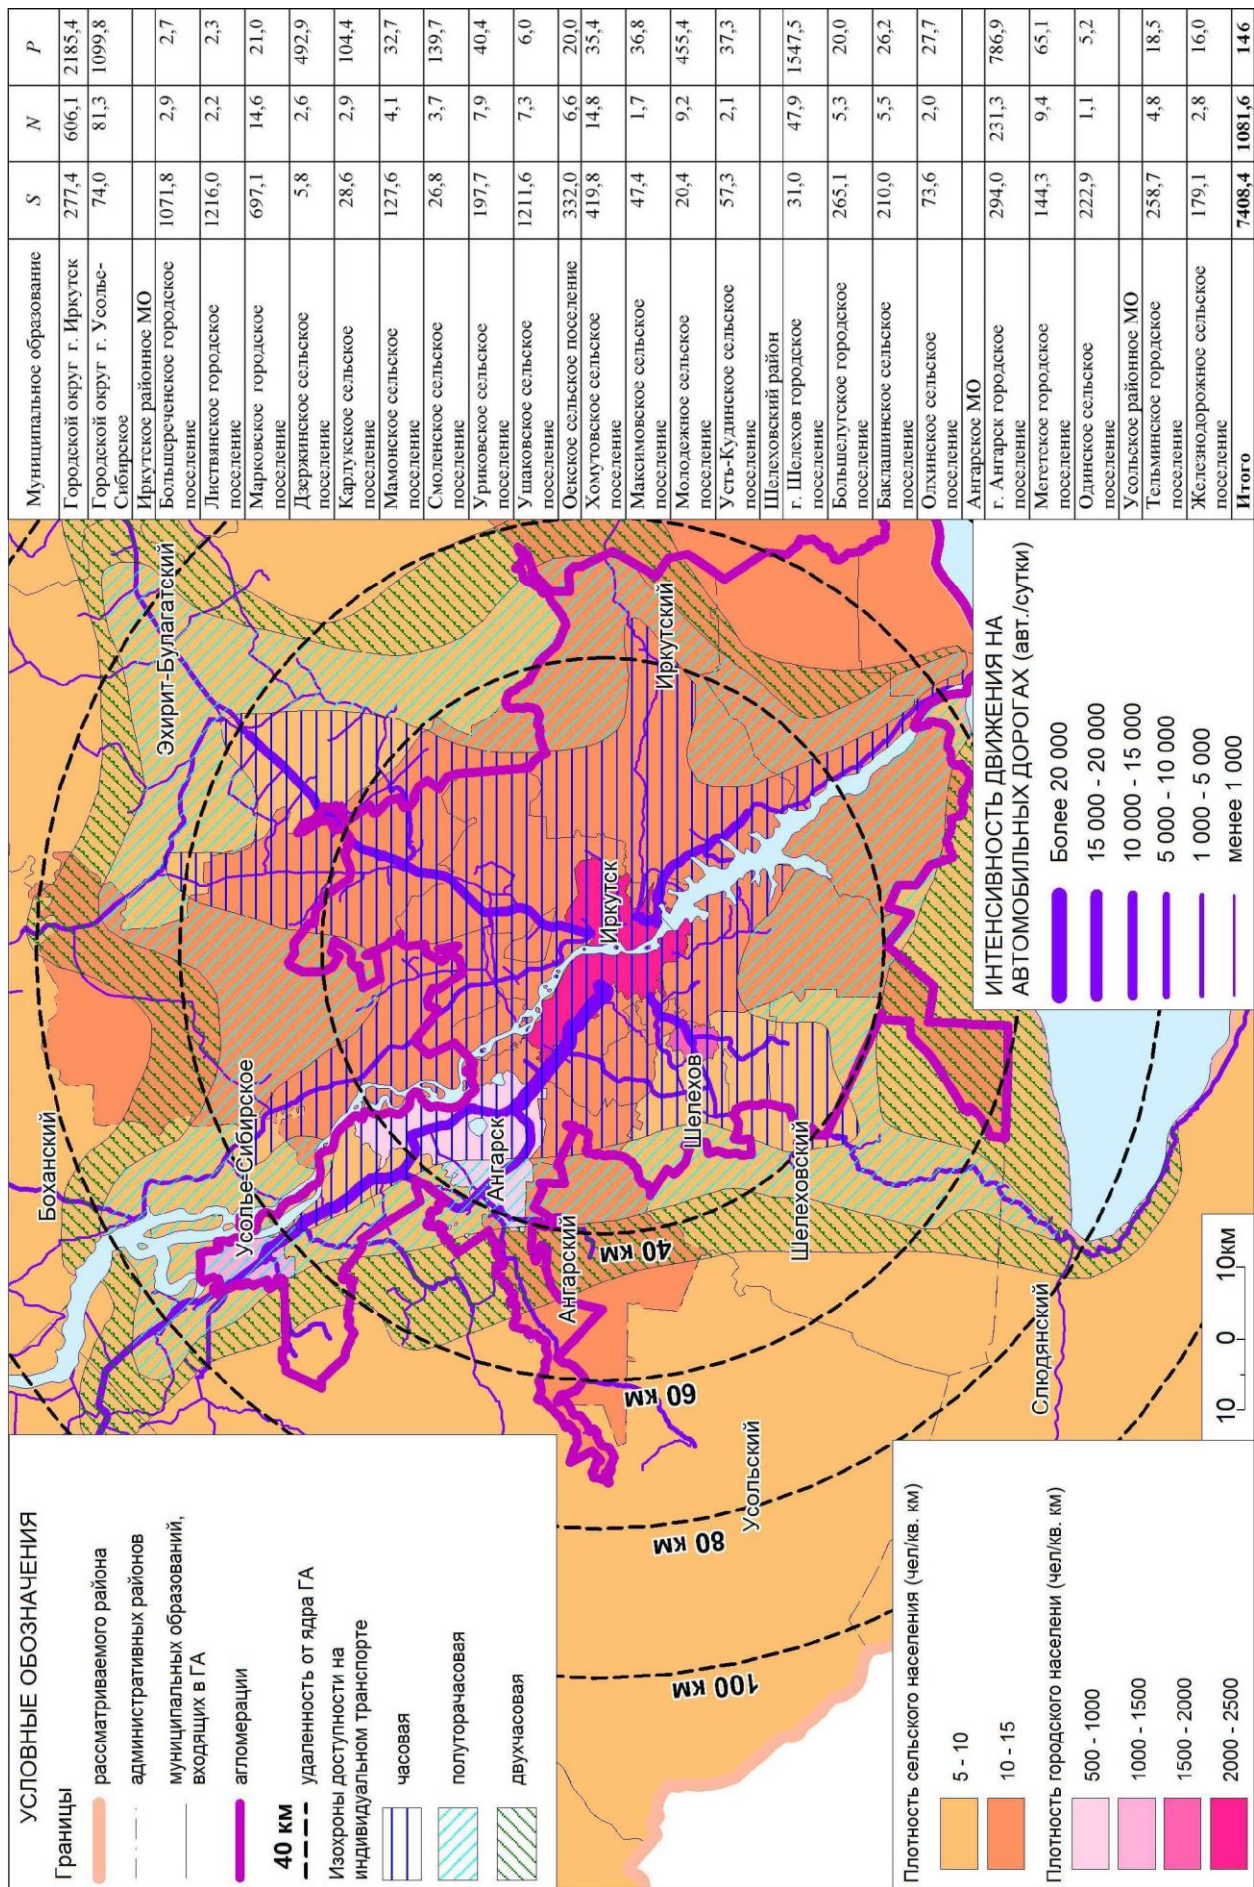 УСЛОВНЫЕ ОБОЗНАЧЕНИЯ
Границы
рассматриваемого района
административных районов
муниципальных образований,
входящих в ГА
агломерации
40 км
удаленность от ядра ГА
Изохроны доступности на
индивидуальном транспорте
часовая
полуторачасовая
двухчасовая
Плотность сельского населения (чел/кв. км)
5 - 10
10 - 15
Плотность городского населени (чел/кв. км)
500-1000
1000 - 1500
1500 - 2000
2000 - 2500
Боханский
Эхирит-Булагатский
Усолье-Сибирское
Ангарск
Ангарский
Иркутск
Иркутский
Шелехов
Шелеховский
Усольский
Слюдянский
40 км
60 км
80 км
100 км
10 0 10км
ИНТЕНСИВНОСТЬ ДВИЖЕНИЯ НА
АВТОМОБИЛЬНЫХ ДОРОГАХ (авт./сутки)
Более 20 000
15 000 - 20 000
10 000 - 15 000
5 000 - 10 000
1 000 - 5 000
менее 1 000
Муниципальное образование S N P
Городской округ г. Иркутск 277,4 606,1 2185,4
Городской округ г. Усолье- 74,0 81,3 1099,8
Сибирское
Иркутское районное МО
Большереченское городское 1071,8 2,9 2,7
поселение
Листвянское городское 1216,0 2,2 2,3
поселение
Марковское городское 697,1 14,6 21,0
поселение
Дзержинское сельское 5,8 2,6 492,9
поселение
Карлукское сельское 28,6 2,9 104,4
поселение
Мамонское сельское 127,6 4,1 32,7
поселение
Смоленское сельское 26,8 3,7 139,7
поселение
Уриковское сельское 197,7 7,9 40,4
поселение
Ушаковское сельское 1211,6 7,3 6,0
поселение
Оекское сельское поселение 332,0 6,6 20,0
Хомутовское сельское 419,8 14,8 35,4
поселение
Максимовское сельское 47,4 1,7 36,8
поселение
Молодежное сельское 20,4 9,2 455,4
поселение
Усть-Кудинское сельское 57,3 2,1 37,3
поселение
Шелеховский район
г. Шелехов городское 31,0 47,9 1547,5
поселение
Большелугское городское 265,1 5,3 20,0
поселение
Баклашинское сельское 210,0 5,5 26,2
поселение
Олхинское сельское 73,6 2,0 27,7
поселение
Ангарское МО
г. Ангарск городское 294,0 231,3 786,9
поселение
Мегетское городское 144,3 9,4 65,1
поселение
Одинское сельское 222,9 1,1 5,2
поселение
Усольское районное МО
Тельминское городское 258,7 4,8 18,5
поселение
Железнодорожное сельское 179,1 2,8 16,0
поселение
Итого 7408,4 1081,6 146